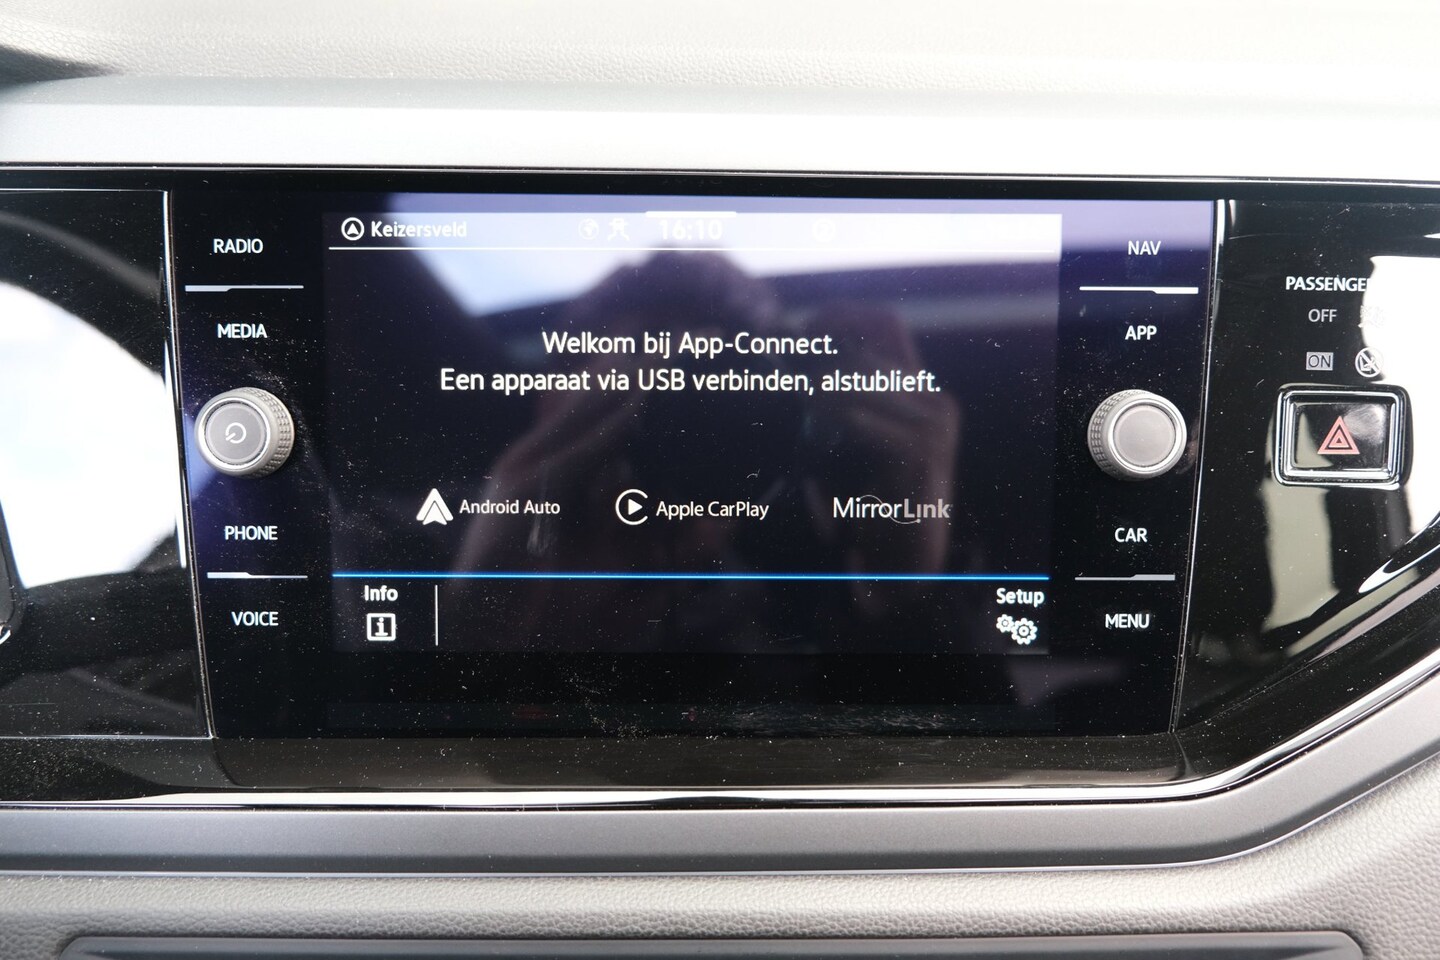 Keizersveld 16:10
RADIO
MEDIA
PHONE
VOICE
Welkom bij App-Connect.
Een apparaat via USB verbinden, alstublieft.
Android Auto Apple CarPlay MirrorLink
Info Setup
NAV
APP
CAR
MENU
OFF
ON